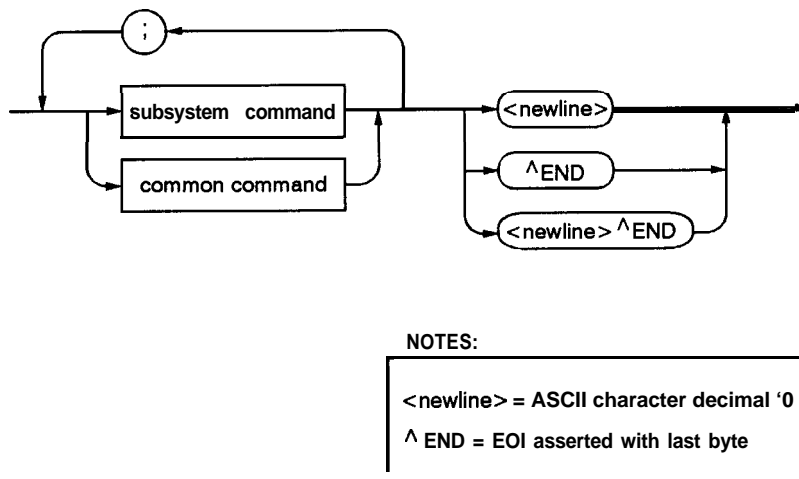 ;
subsystem command
<newline>
common command
^END
<newline> ^END
NOTES:
<newline> = ASCII character decimal ‘0
^ END = EOI asserted with last byte